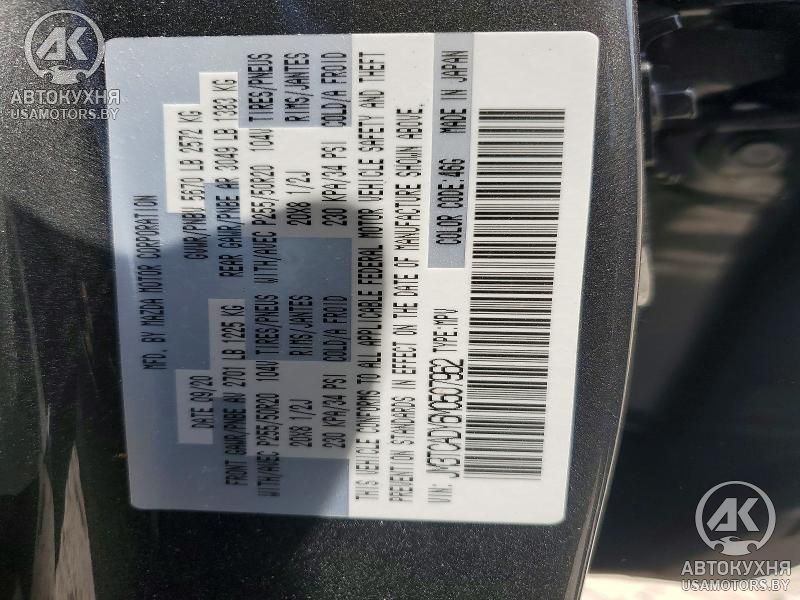 MFD. BY MAZDA MOTOR CORPORATION
DATE 09/20 GVWR/PNBV 5670 LB 2572 KG
FRONT GAWR/PNBE AV 2701 LB 1225 KG REAR GAWR/PNBE AR 3049 LB 1383 KG
WITH/AVEC P255/50R20 104V TIRES/PNEUS WITH/AVEC P255/50R20 104V TIRES/PNEUS
20X8 1/2J RIMS/JANTES 20X8 1/2J RIMS/JANTES
230 KPA/34 PSI COLD/A FROID 230 KPA/34 PSI COLD/A FROID
THIS VEHICLE CONFORMS TO ALL APPLICABLE FEDERAL MOTOR VEHICLE SAFETY AND THEFT
PREVENTION STANDARDS IN EFFECT ON THE DATE OF MANUFACTURE SHOWN ABOVE.
VIN: JM3TCADY5M0507962 TYPE:MPV COLOR CODE:46G MADE IN JAPAN
AK
АВТОКУХНЯ
USAMOTORS.BY
AK
АВТОКУХНЯ
USAMOTORS.BY